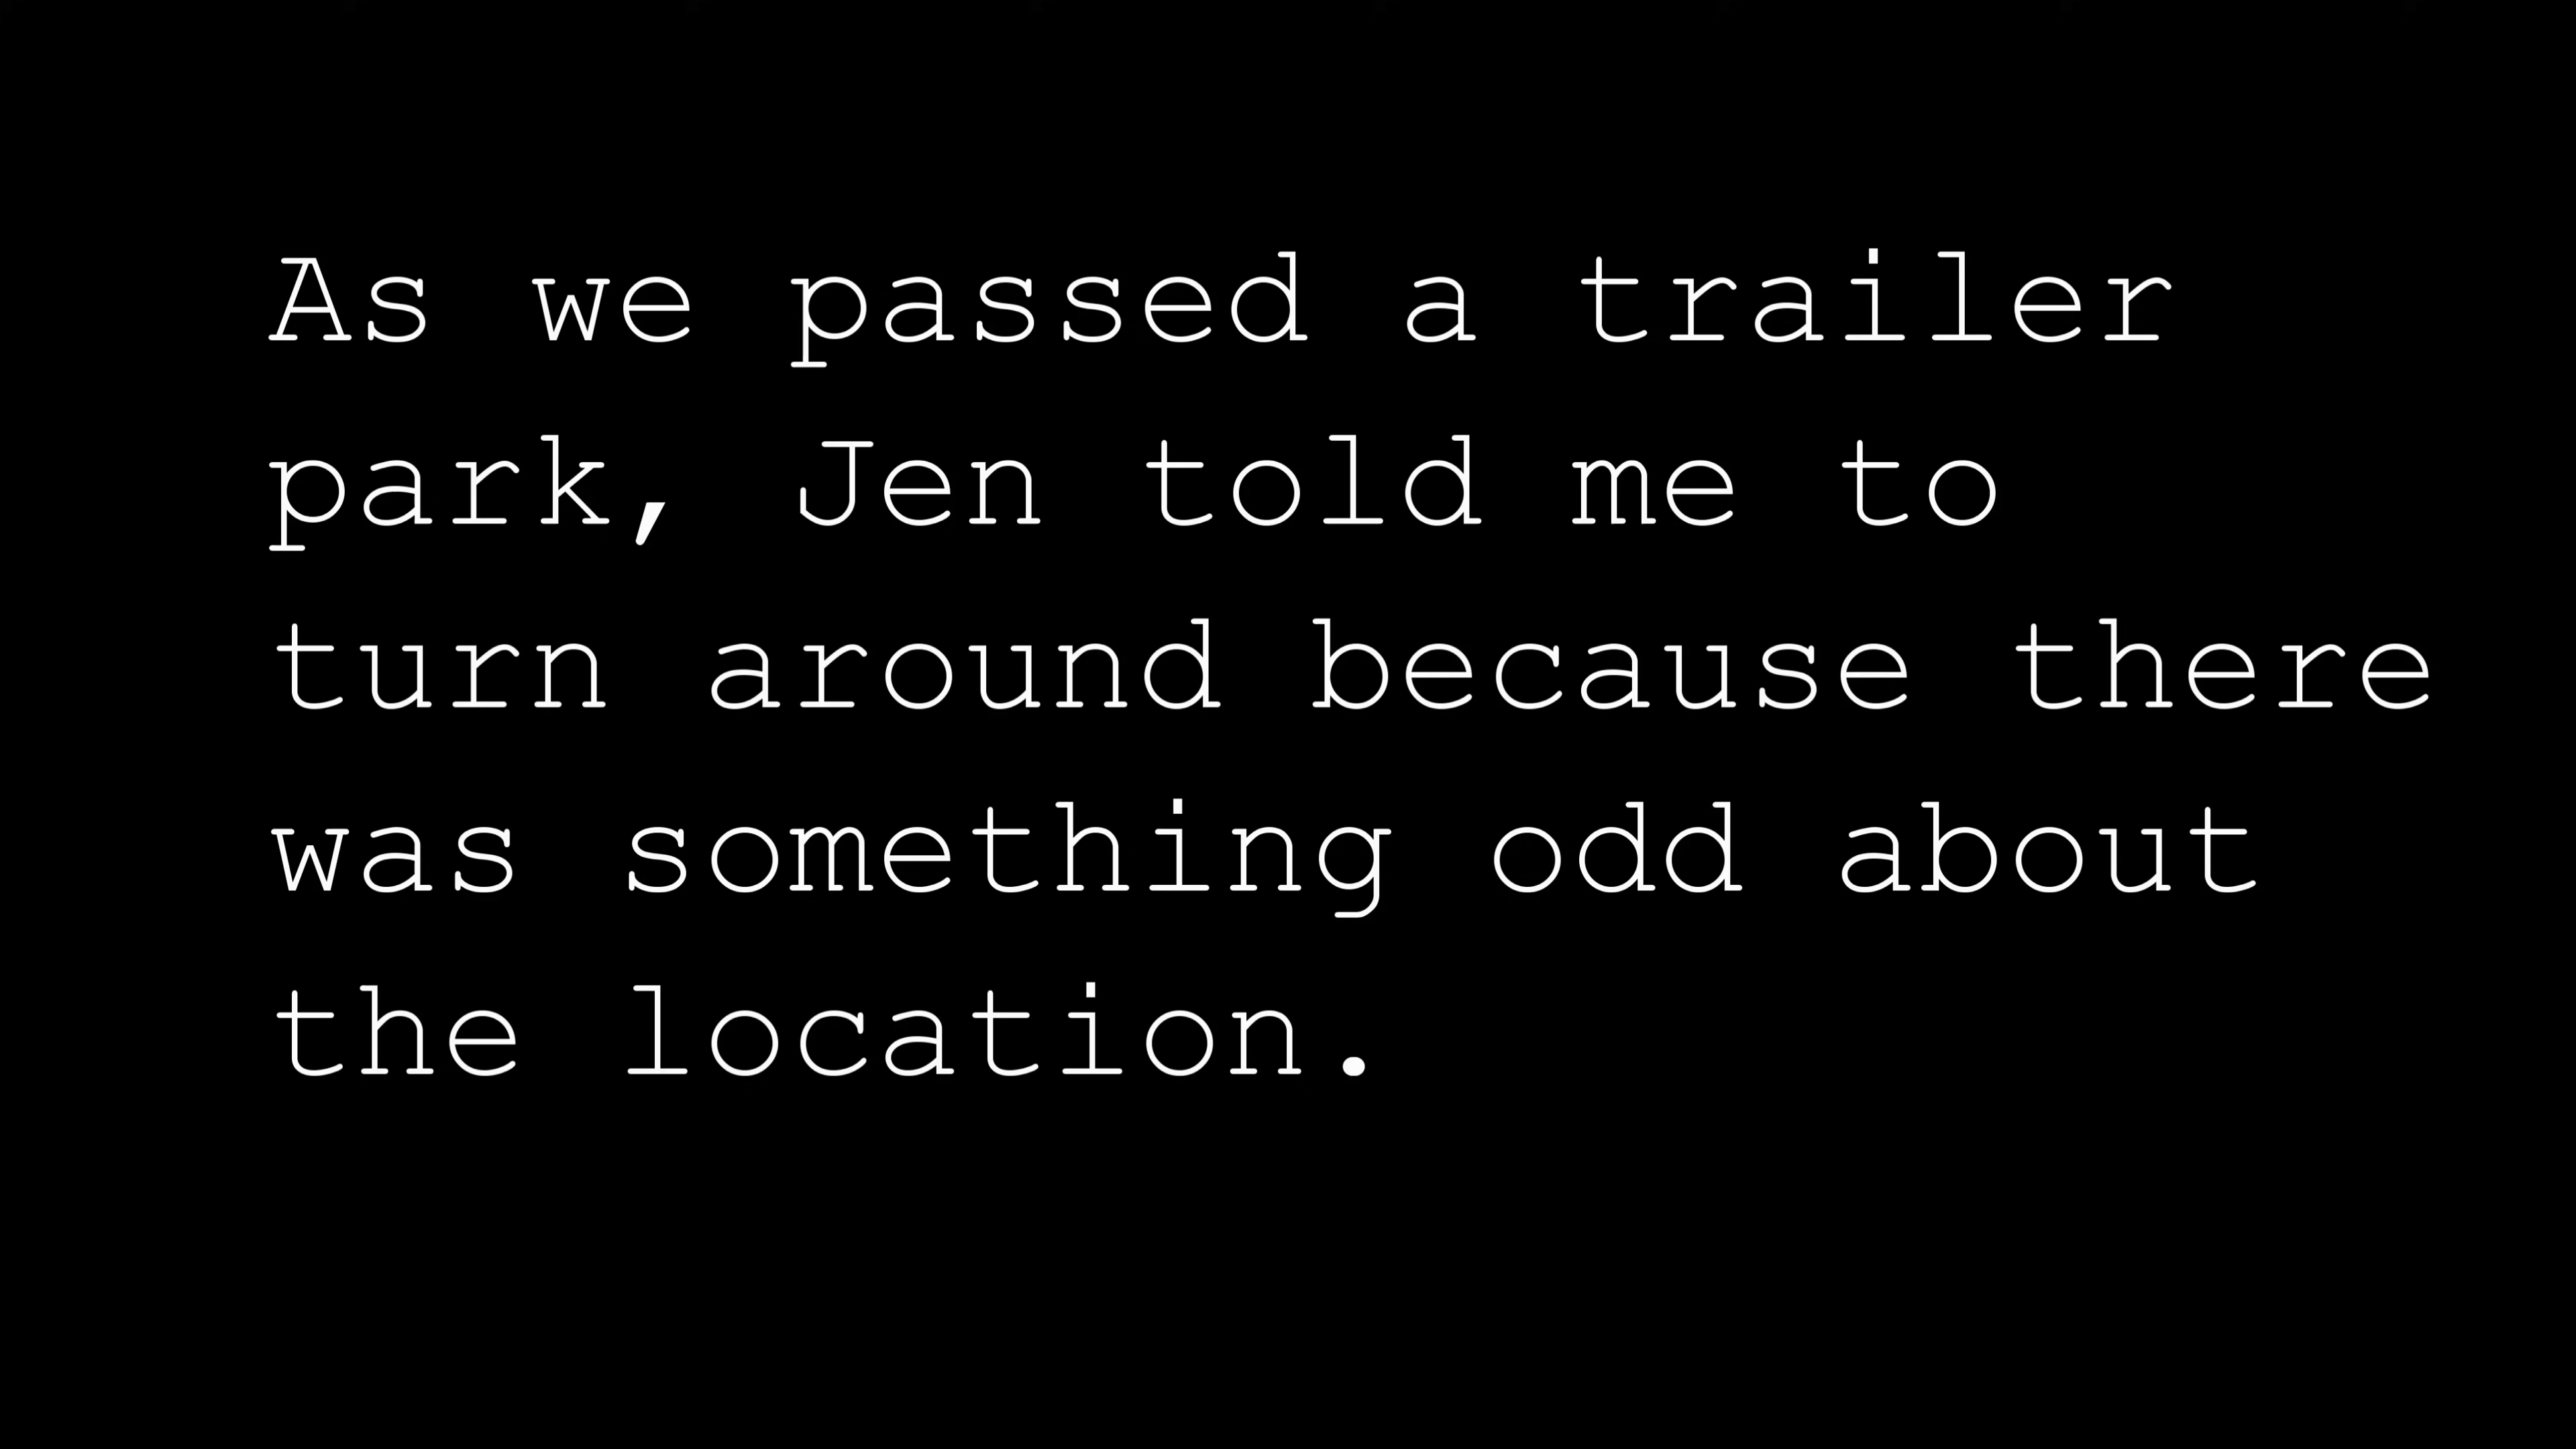 As we passed a trailer
park, Jen told me to
turn around because there
was something odd about
the location.